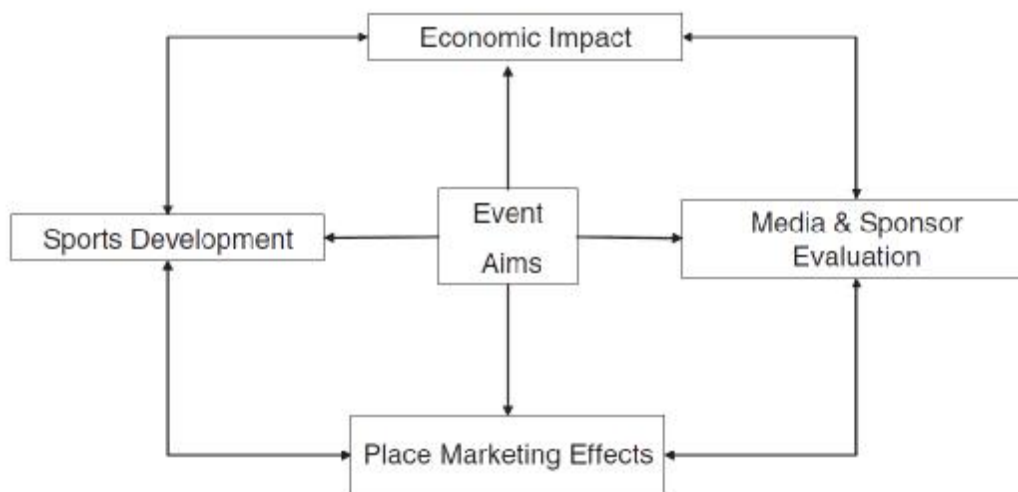 Economic Impact
Event
Aims
Sports Development
Media & Sponsor
Evaluation
Place Marketing Effects